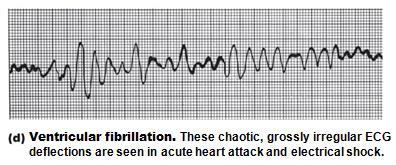 (d) Ventricular fibrillation. These chaotic, grossly irregular ECG
deflections are seen in acute heart attack and electrical shock.